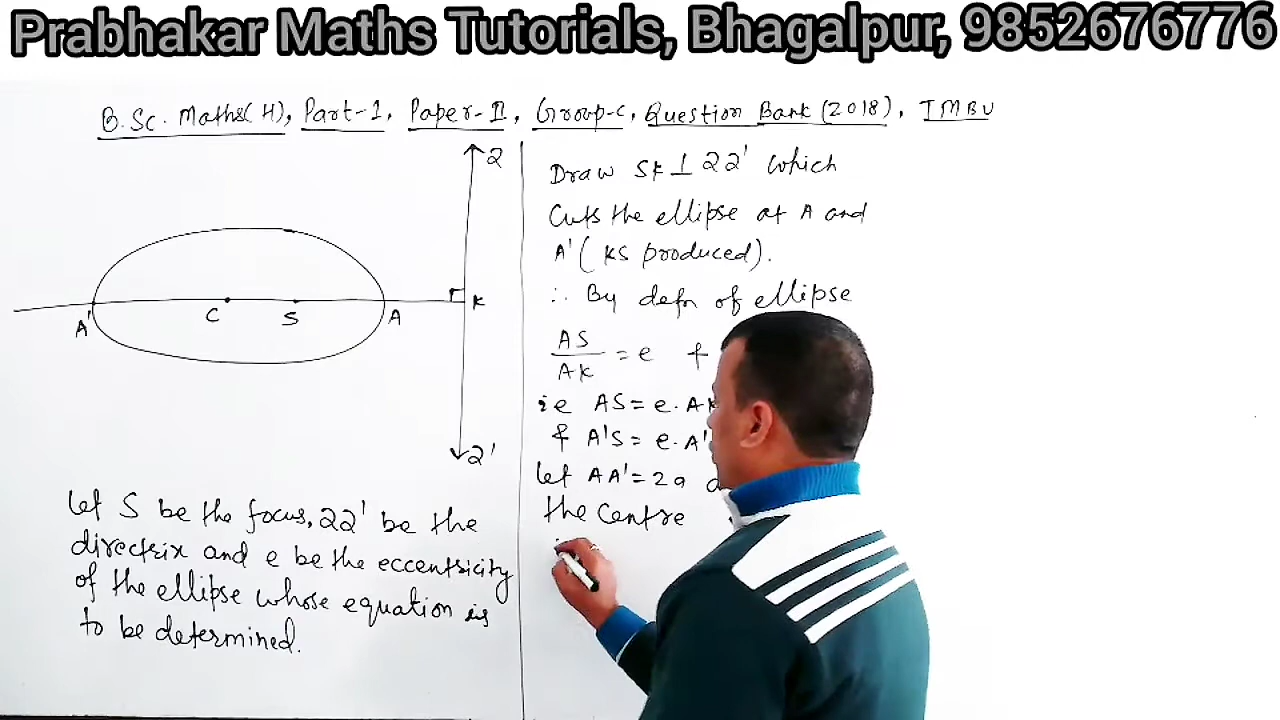 Prabhakar Maths Tutorials, Bhagalpur, 9852676776
B.Sc. Maths(H), Part-1, Paper-II, Group-C, Question Bank (2018), TMBU
Z
A'
C
S
A
K
Z'
Let S be the focus, ZZ' be the
directrix and e be the eccentricity
of the ellipse whose equation is
to be determined.
Draw SK ⊥ ZZ' which
Cuts the ellipse at A and
A' ( KS produced).
∴ By defn of ellipse
AS/AK = e &
ie AS = e. AK
& A'S = e. A'
Let AA' = 2a
the Centre